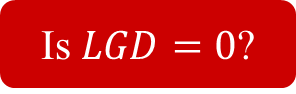 Is LGD = 0?